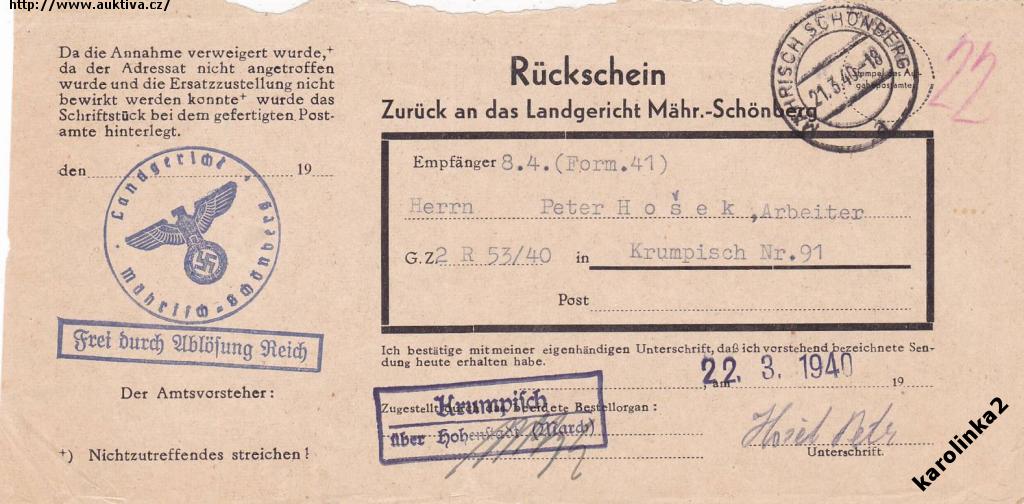 http://www.auktiva.cz/
Da die Annahme verweigert wurde,+
da der Adressat nicht angetroffen
wurde und die Ersatzzustellung nicht
bewirkt werden konnte+ wurde das
Schriftstück bei dem gefertigten Post-
amte hinterlegt.
den 19
Landgericht
Mährisch=Schönberg
Frei durch Ablösung Reich
Der Amtsvorsteher:
+) Nichtzutreffendes streichen!
Rückschein
Zurück an das Landgericht Mähr.-Schönberg
MÄHRISCH SCHÖNBERG
21.3.40.-18
a
Stempel des Auf-
gabepostamtes
22
Empfänger 8.4.(Form.41)
Herrn Peter Hošek, Arbeiter
G.Z. 2 R 53/40 in Krumpisch Nr.91
Post
Ich bestätige mit meiner eigenhändigen Unterschrift, daß ich vorstehend bezeichnete Sen-
dung heute erhalten habe.
am 22. 3. 1940 19
Zugestellt durch das beeidete Bestellorgan:
Krumpisch
über Hohenstadt (March)
Hošek Petr
Unterschrift.
karolinka2